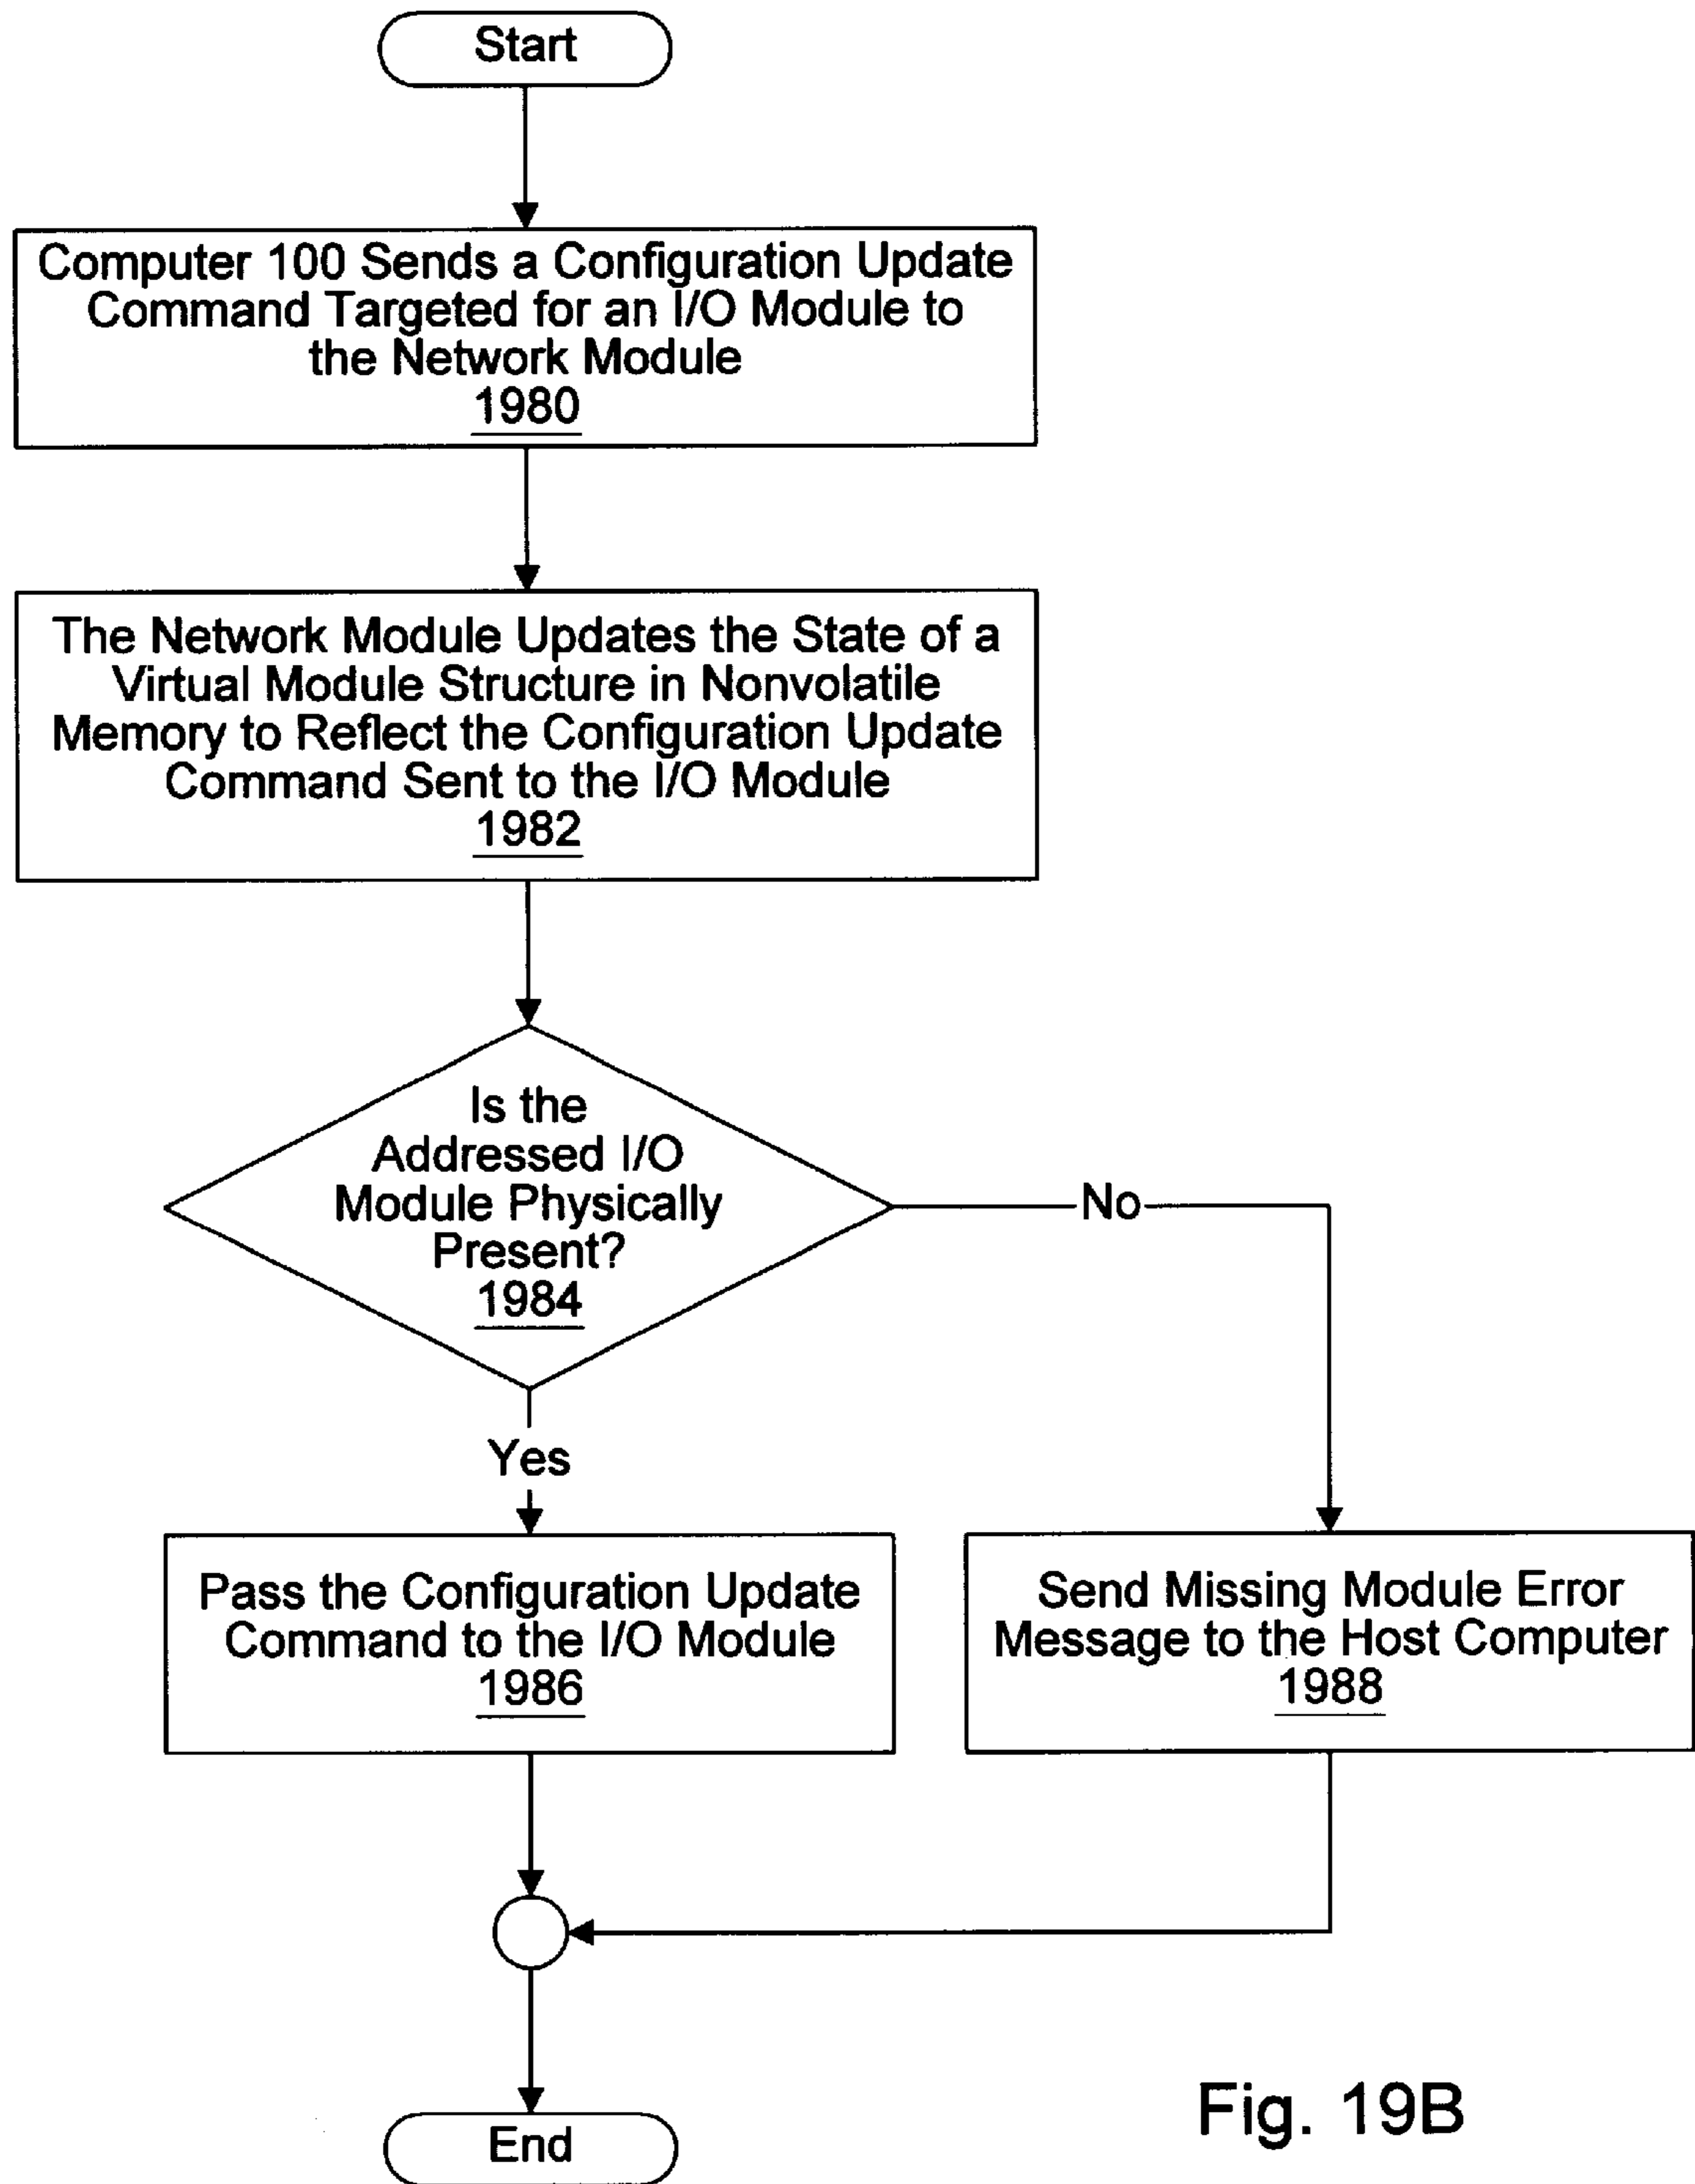 Start
Computer 100 Sends a Configuration Update
Command Targeted for an I/O Module to
the Network Module
1980
The Network Module Updates the State of a
Virtual Module Structure in Nonvolatile
Memory to Reflect the Configuration Update
Command Sent to the I/O Module
1982
Is the
Addressed I/O
Module Physically
Present?
1984
No
Yes
Pass the Configuration Update
Command to the I/O Module
1986
Send Missing Module Error
Message to the Host Computer
1988
End
Fig. 19B